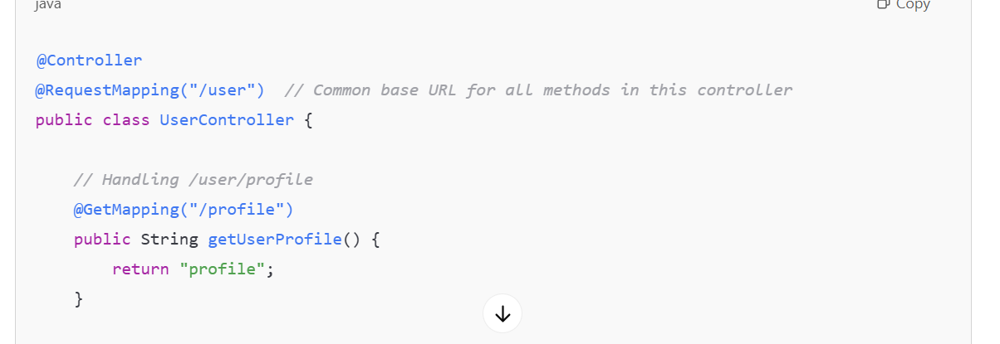 java
Copy
@Controller
@RequestMapping("/user")  // Common base URL for all methods in this controller
public class UserController {
    // Handling /user/profile
    @GetMapping("/profile")
    public String getUserProfile() {
        return "profile";
    }